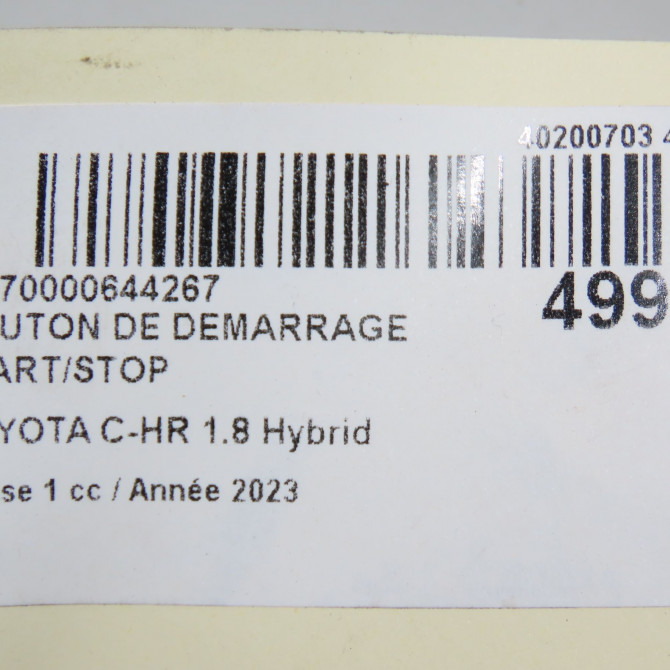 40200703 4
70000644267
499
UTON DE DEMARRAGE
ART/STOP
YOTA C-HR 1.8 Hybrid
se 1 cc / Année 2023